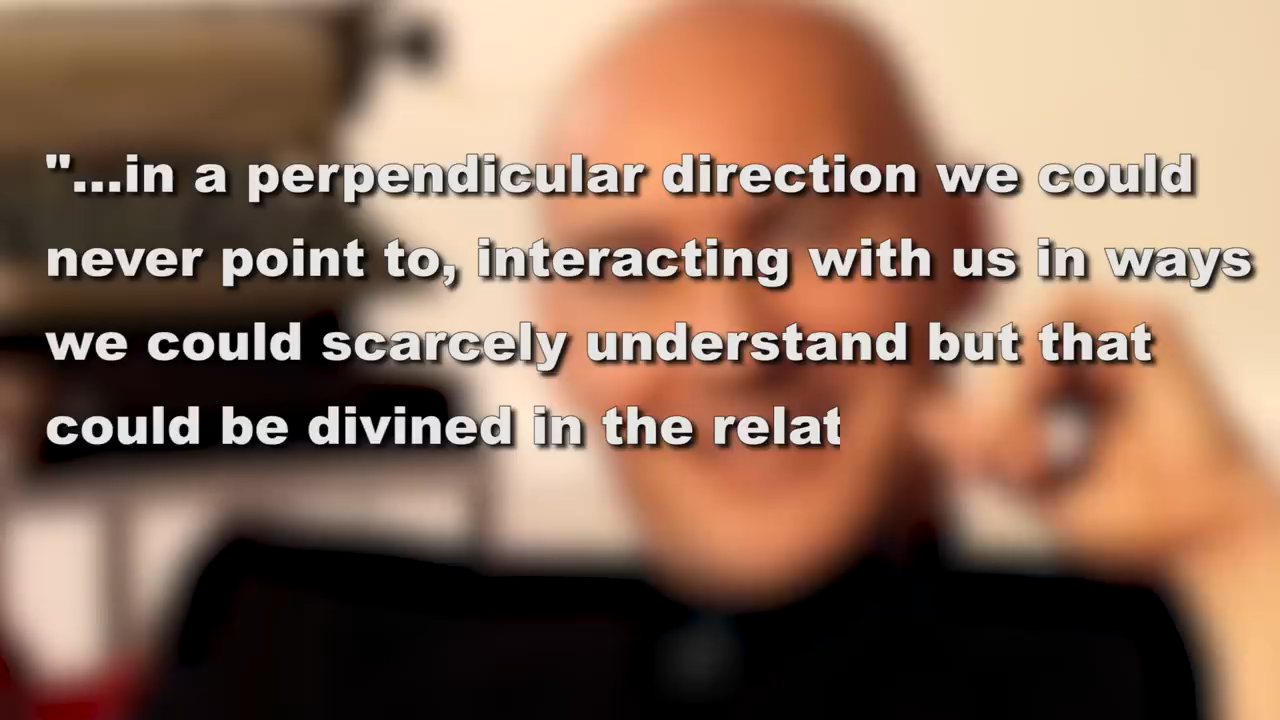 "...in a perpendicular direction we could
never point to, interacting with us in ways
we could scarcely understand but that
could be divined in the relat